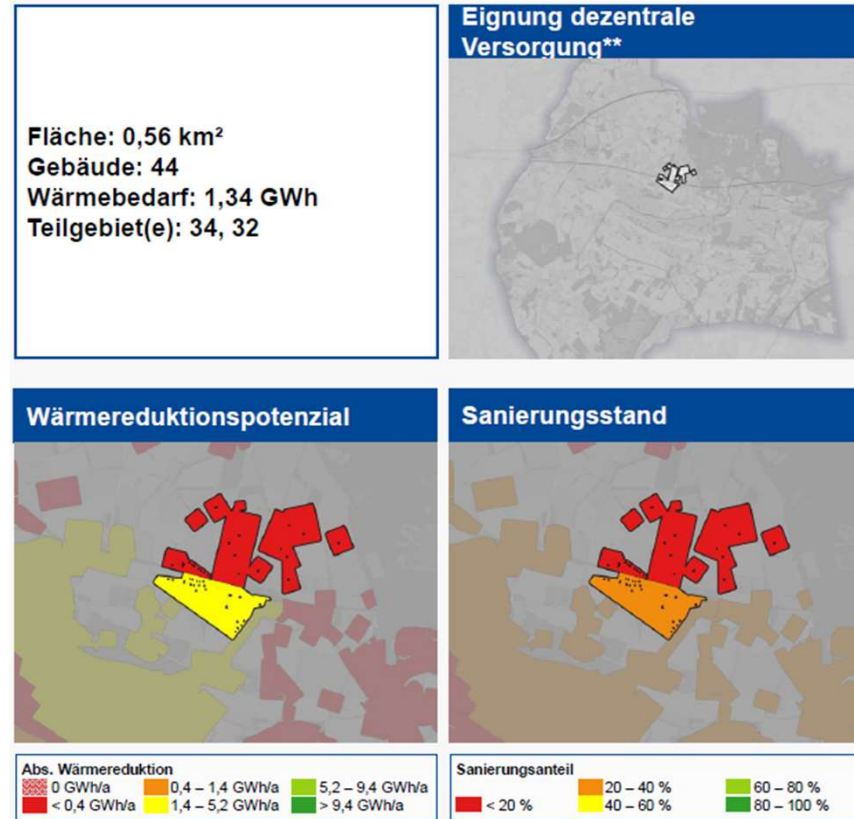 Fläche: 0,56 km²
Gebäude: 44
Wärmebedarf: 1,34 GWh
Teilgebiet(e): 34, 32
Eignung dezentrale
Versorgung**
Wärmereduktionspotenzial
Sanierungsstand
Abs. Wärmereduktion
0 GWh/a 0,4 – 1,4 GWh/a 5,2 – 9,4 GWh/a
< 0,4 GWh/a 1,4 – 5,2 GWh/a > 9,4 GWh/a
Sanierungsanteil
20 – 40 % 60 – 80 %
< 20 % 40 – 60 % 80 – 100 %